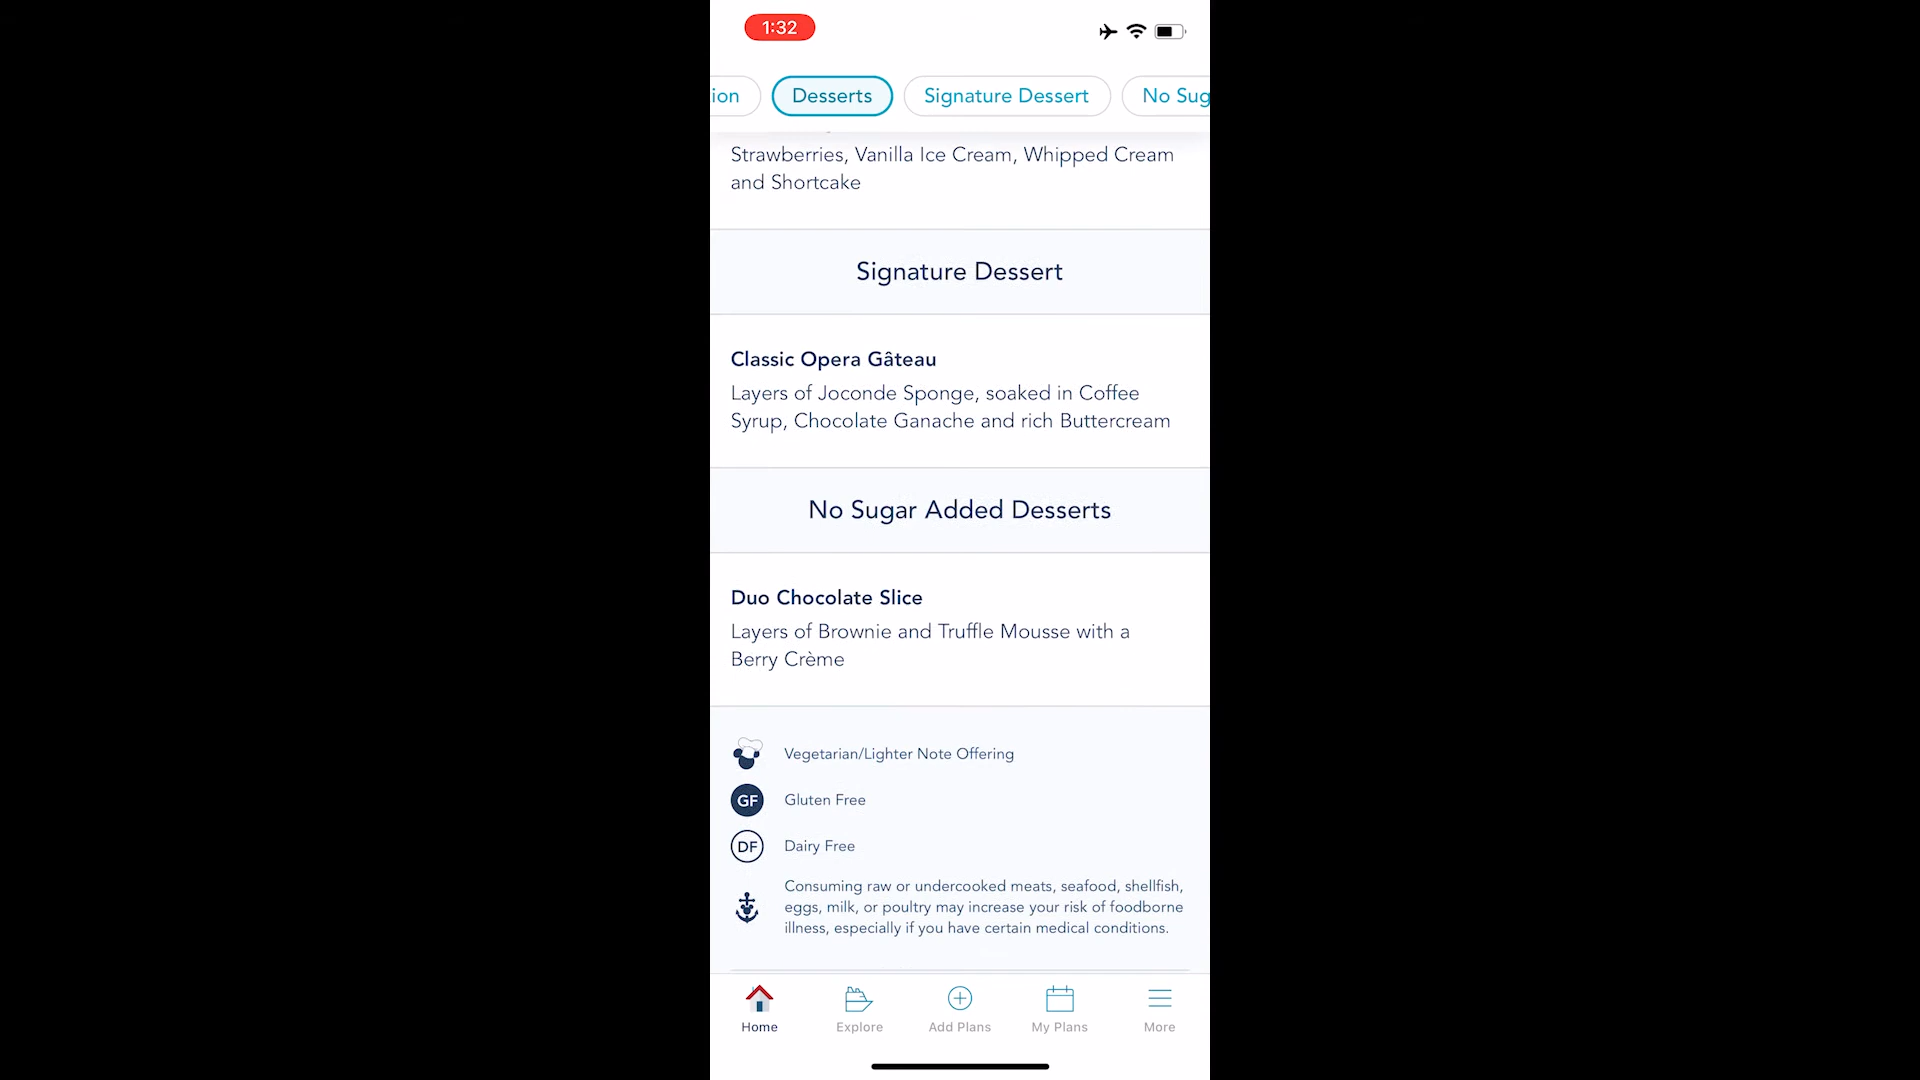 1:32
ion
Desserts
Signature Dessert
No Sug
Strawberries, Vanilla Ice Cream, Whipped Cream
and Shortcake
Signature Dessert
Classic Opera Gâteau
Layers of Joconde Sponge, soaked in Coffee
Syrup, Chocolate Ganache and rich Buttercream
No Sugar Added Desserts
Duo Chocolate Slice
Layers of Brownie and Truffle Mousse with a
Berry Crème
Vegetarian/Lighter Note Offering
GF Gluten Free
DF Dairy Free
Consuming raw or undercooked meats, seafood, shellfish,
eggs, milk, or poultry may increase your risk of foodborne
illness, especially if you have certain medical conditions.
Home
Explore
Add Plans
My Plans
More